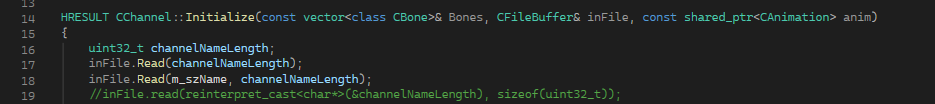 13
14 HRESULT CChannel::Initialize(const vector<class CBone>& Bones, CFileBuffer& inFile, const shared_ptr<CAnimation> anim)
15 {
16 uint32_t channelNameLength;
17 inFile.Read(channelNameLength);
18 inFile.Read(m_szName, channelNameLength);
19 //inFile.read(reinterpret_cast<char*>(&channelNameLength), sizeof(uint32_t));